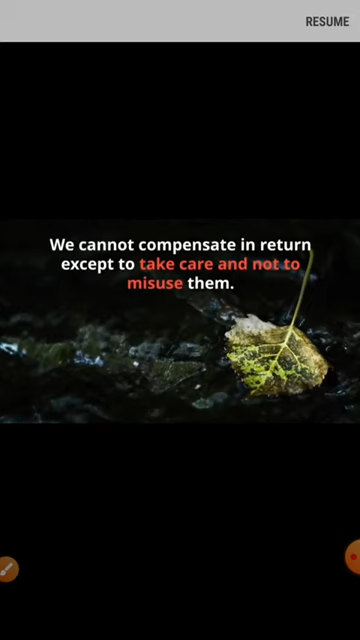 RESUME
We cannot compensate in return
except to take care and not to
misuse them.